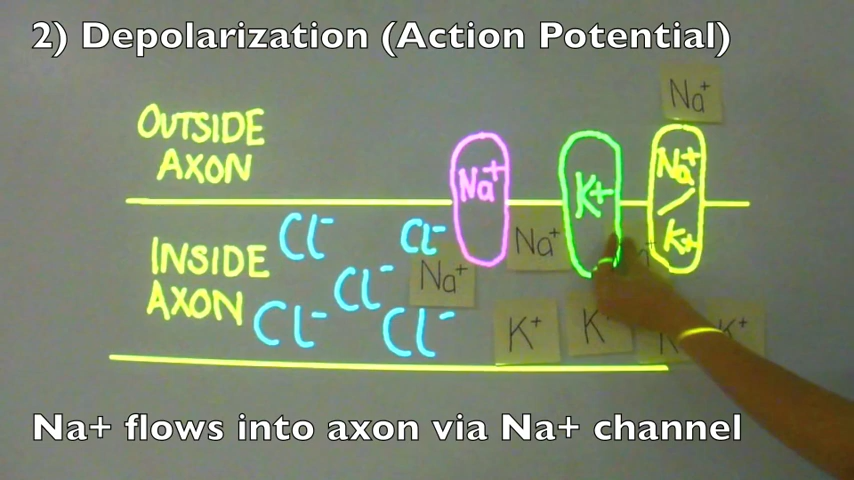 2) Depolarization (Action Potential)
Na+
OUTSIDE
AXON
Na+
K+
Na+
/
K+
INSIDE
AXON
Cl-
Cl-
Na+
Na+
Cl-
Cl-
Cl-
K+
K+
K+
Na+ flows into axon via Na+ channel